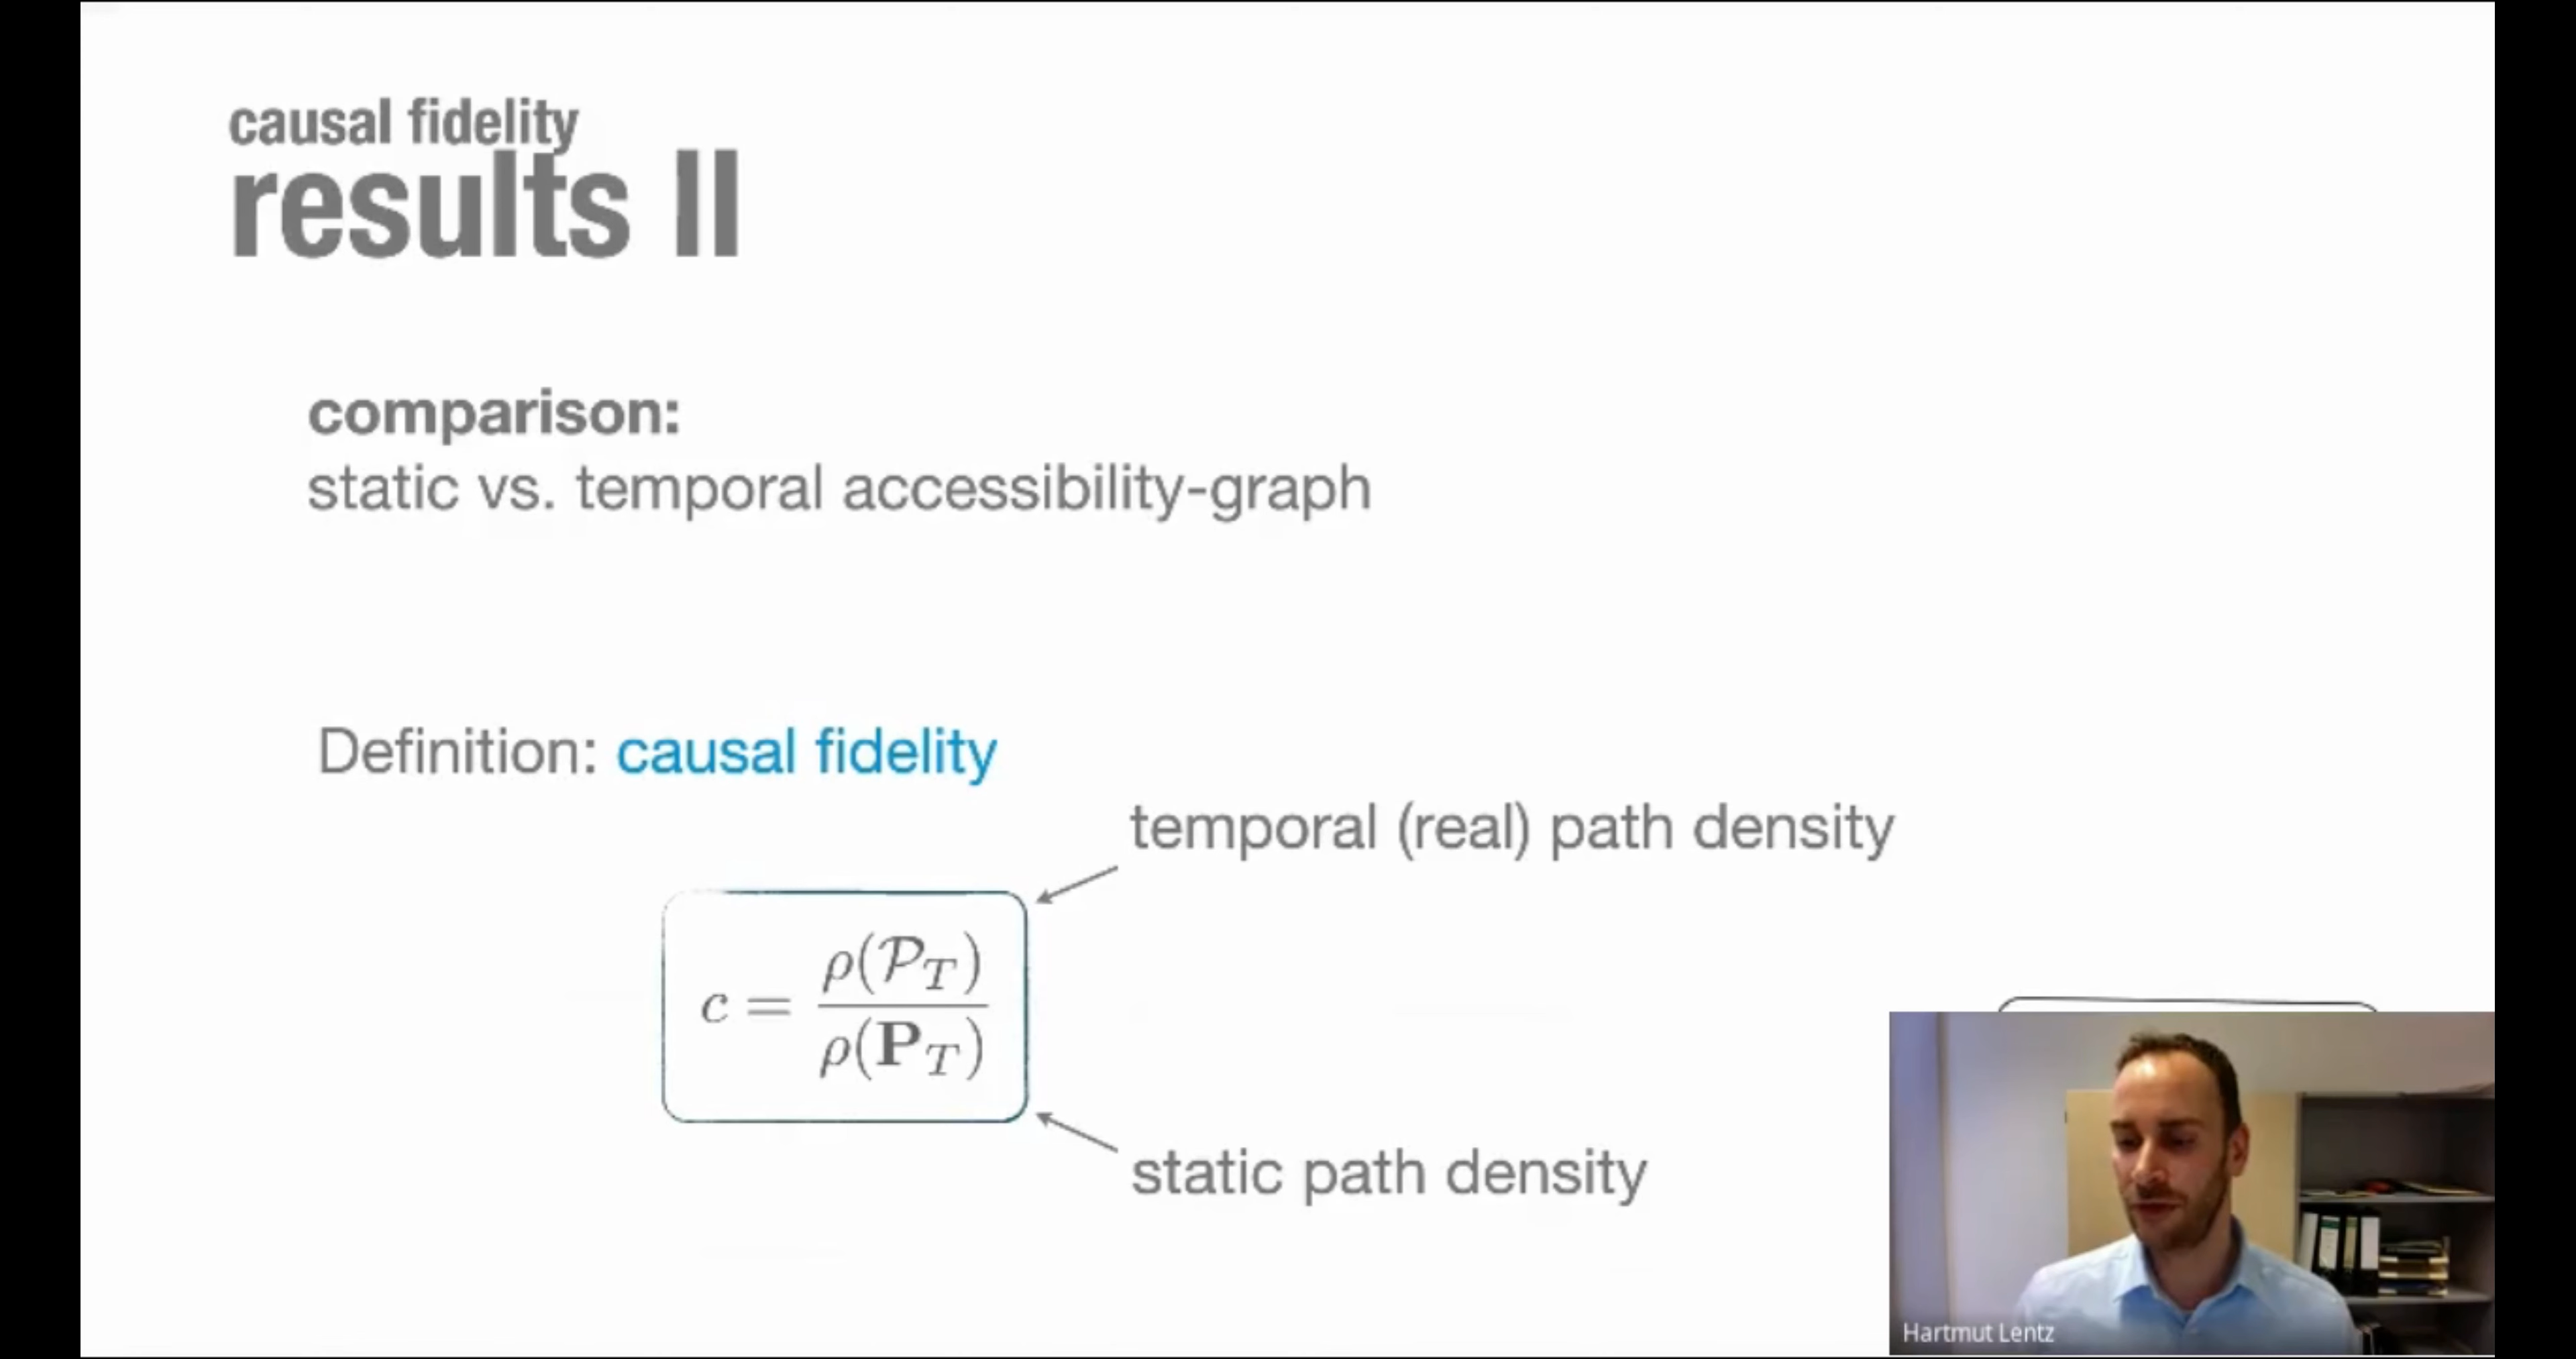 causal fidelity
results II
comparison:
static vs. temporal accessibility-graph
Definition: causal fidelity
temporal (real) path density
c = ρ(𝒫_T) / ρ(𝐏_T)
static path density
Hartmut Lentz